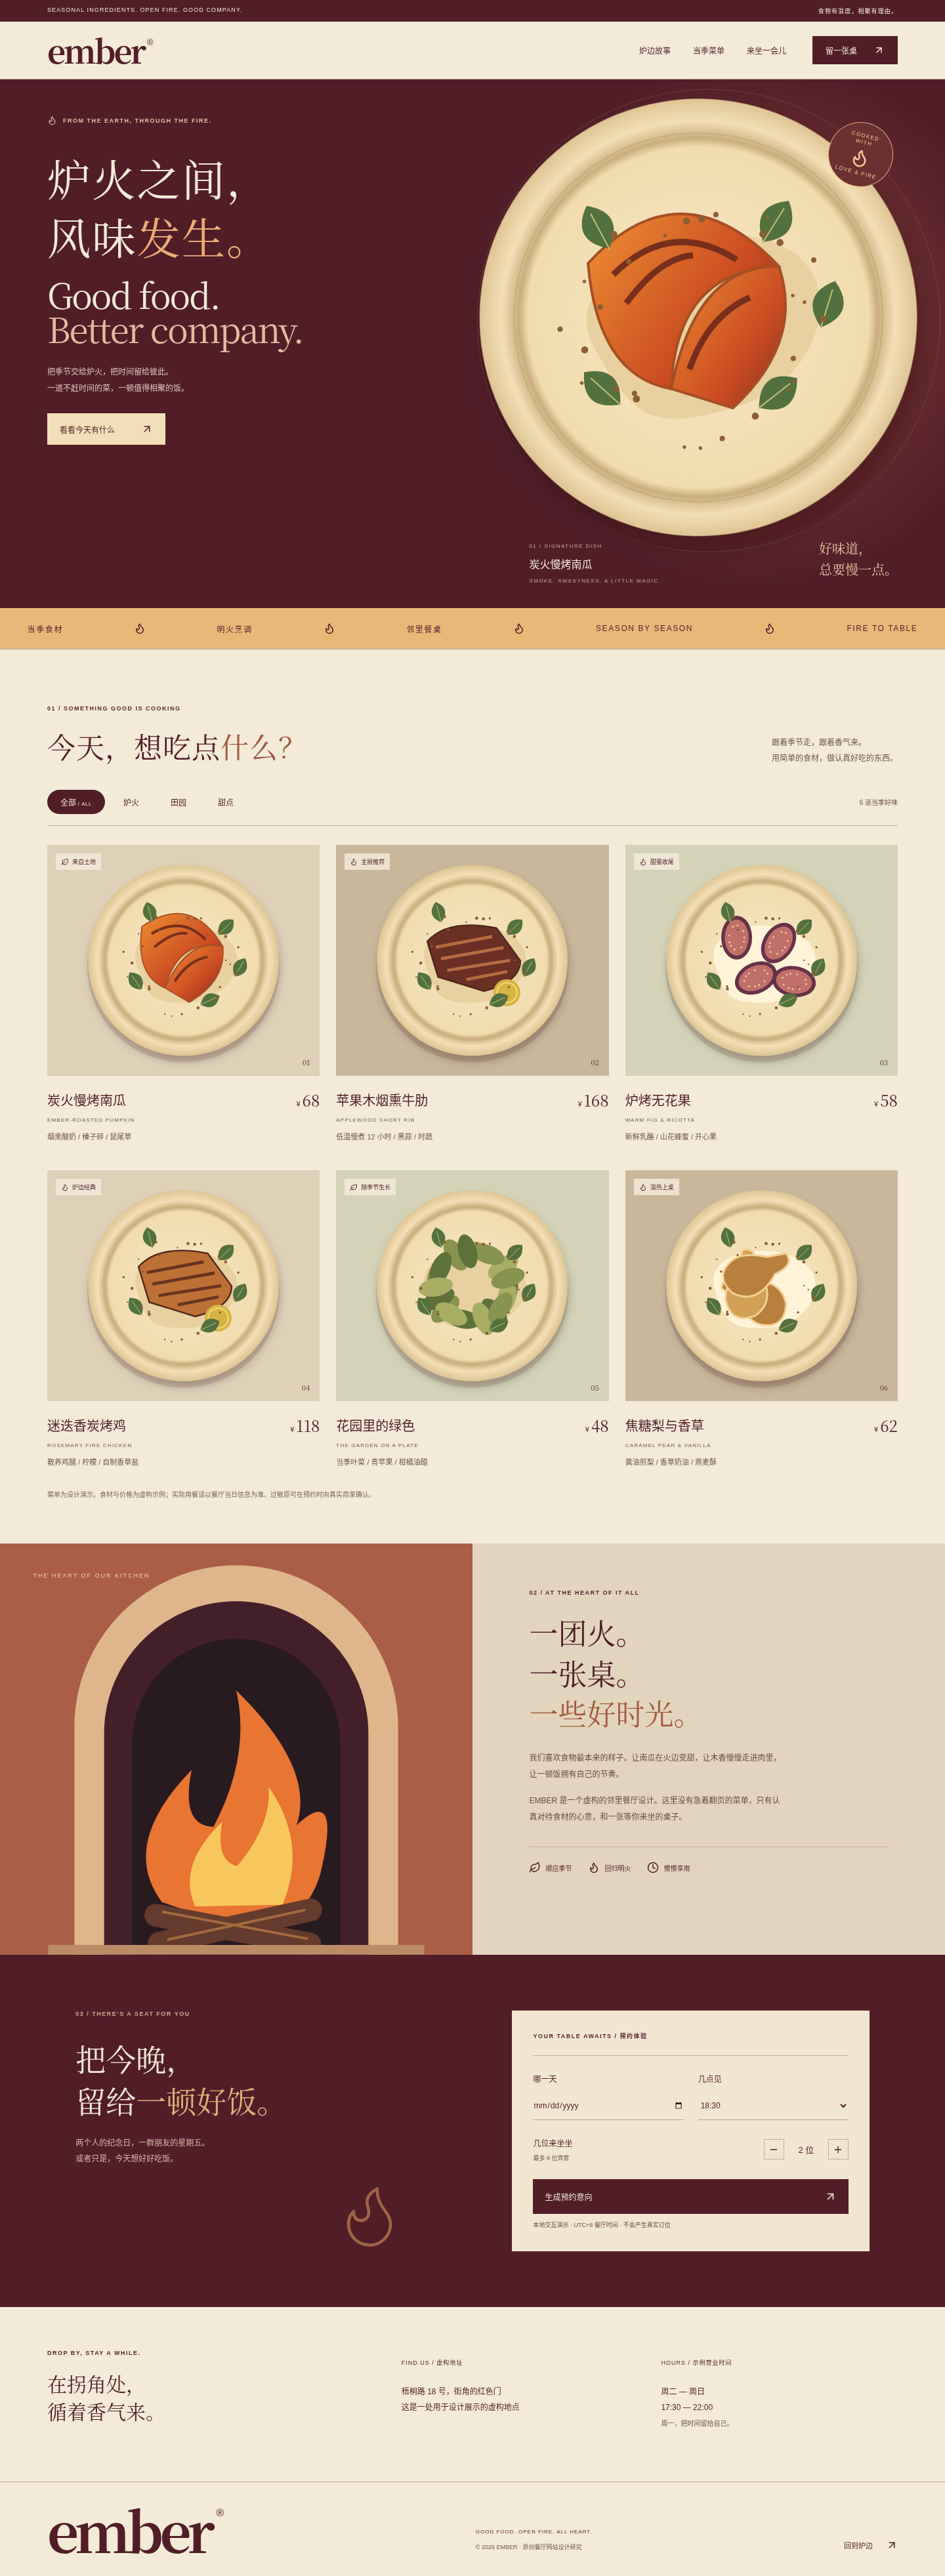 SEASONAL INGREDIENTS. OPEN FIRE. GOOD COMPANY.
食物有温度，相聚有理由。
ember®
炉边故事
当季菜单
来坐一会儿
留一张桌
FROM THE EARTH, THROUGH THE FIRE.
炉火之间，
风味发生。
Good food.
Better company.
把季节交给炉火，把时间留给彼此。
一道不赶时间的菜，一顿值得相聚的饭。
看看今天有什么
COOKED
WITH
LOVE & FIRE
01 / SIGNATURE DISH
炭火慢烤南瓜
SMOKE. SWEETNESS. A LITTLE MAGIC.
好味道，
总要慢一点。
当季食材
明火烹调
邻里餐桌
SEASON BY SEASON
FIRE TO TABLE
01 / SOMETHING GOOD IS COOKING
今天，想吃点什么？
跟着季节走，跟着香气来。
用简单的食材，做认真好吃的东西。
全部 / ALL
炉火
田园
甜点
6 道当季好味
来自土地
01
炭火慢烤南瓜
¥68
EMBER-ROASTED PUMPKIN
烟熏酸奶 / 榛子碎 / 鼠尾草
主厨推荐
02
苹果木烟熏牛肋
¥168
APPLEWOOD SHORT RIB
低温慢煮 12 小时 / 黑蒜 / 时蔬
甜蜜收尾
03
炉烤无花果
¥58
WARM FIG & RICOTTA
新鲜乳酪 / 山花蜂蜜 / 开心果
炉边经典
04
迷迭香炭烤鸡
¥118
ROSEMARY FIRE CHICKEN
散养鸡腿 / 柠檬 / 自制香草盐
随季节生长
05
花园里的绿色
¥48
THE GARDEN ON A PLATE
当季叶菜 / 青苹果 / 柑橘油醋
温热上桌
06
焦糖梨与香草
¥62
CARAMEL PEAR & VANILLA
黄油煎梨 / 香草奶油 / 燕麦酥
菜单为设计演示。食材与价格为虚构示例；实际用餐请以餐厅当日信息为准。过敏原可在预约时向真实商家确认。
THE HEART OF OUR KITCHEN
02 / AT THE HEART OF IT ALL
一团火。
一张桌。
一些好时光。
我们喜欢食物最本来的样子。让南瓜在火边变甜，让木香慢慢走进肉里，
让一顿饭拥有自己的节奏。
EMBER 是一个虚构的邻里餐厅设计。这里没有急着翻页的菜单，只有认
真对待食材的心意，和一张等你来坐的桌子。
顺应季节
回归明火
慢慢享用
03 / THERE'S A SEAT FOR YOU
把今晚，
留给一顿好饭。
两个人的纪念日，一群朋友的星期五。
或者只是，今天想好好吃饭。
YOUR TABLE AWAITS / 预约体验
哪一天
几点见
mm/dd/yyyy
18:30
几位来坐坐
最多 8 位宾客
2 位
生成预约意向
本地交互演示 · UTC+8 餐厅时间 · 不会产生真实订位
DROP BY, STAY A WHILE.
在拐角处，
循着香气来。
FIND US / 虚构地址
梧桐路 18 号，街角的红色门
这是一处用于设计展示的虚构地点
HOURS / 示例营业时间
周二 — 周日
17:30 — 22:00
周一，把时间留给自己。
ember®
GOOD FOOD. OPEN FIRE. ALL HEART.
© 2026 EMBER · 原创餐厅网站设计研究
回到炉边